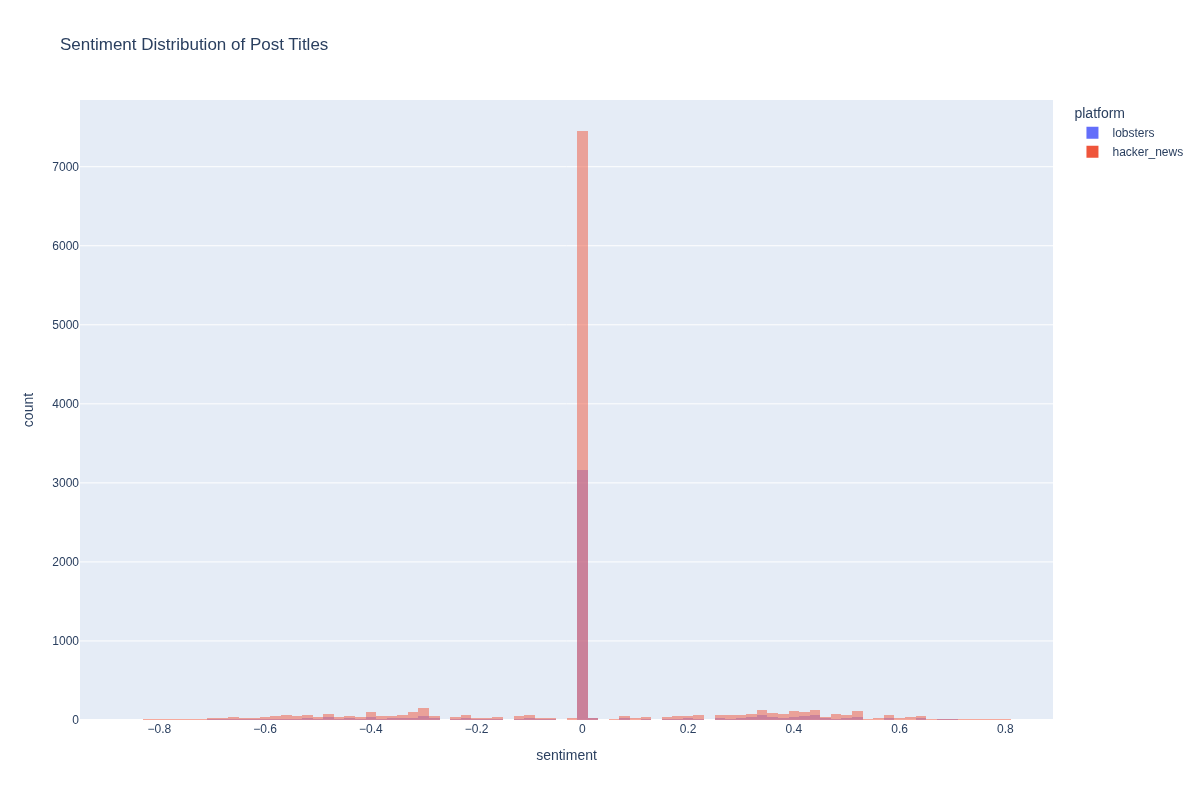 Sentiment Distribution of Post Titles
platform
lobsters
hacker_news
7000
6000
5000
4000
3000
2000
1000
0
count
−0.8
−0.6
−0.4
−0.2
0
0.2
0.4
0.6
0.8
sentiment